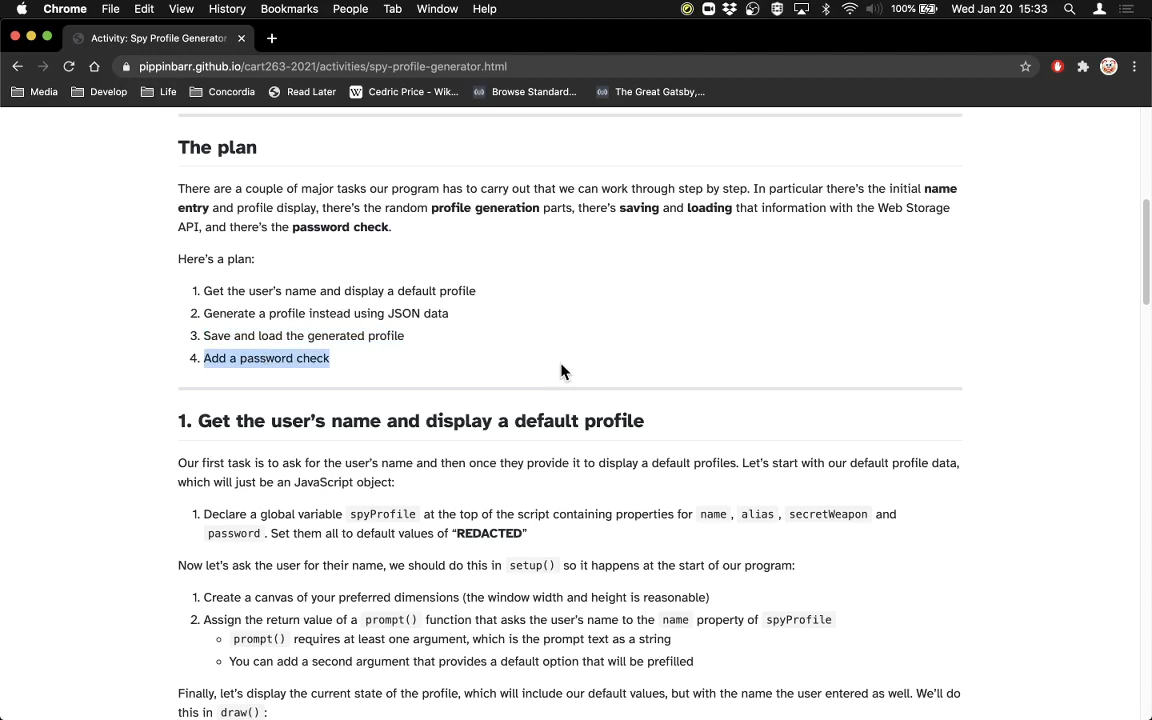 Chrome File Edit View History Bookmarks People Tab Window Help 100% Wed Jan 20 15:33
Activity: Spy Profile Generator
pippinbarr.github.io/cart263-2021/activities/spy-profile-generator.html
Media Develop Life Concordia Read Later Cedric Price - Wik... Browse Standard... The Great Gatsby,...
The plan
There are a couple of major tasks our program has to carry out that we can work through step by step. In particular there's the initial name
entry and profile display, there's the random profile generation parts, there's saving and loading that information with the Web Storage
API, and there's the password check.
Here's a plan:
1. Get the user's name and display a default profile
2. Generate a profile instead using JSON data
3. Save and load the generated profile
4. Add a password check
1. Get the user's name and display a default profile
Our first task is to ask for the user's name and then once they provide it to display a default profiles. Let's start with our default profile data,
which will just be an JavaScript object:
1. Declare a global variable spyProfile at the top of the script containing properties for name, alias, secretWeapon and
password. Set them all to default values of “REDACTED”
Now let's ask the user for their name, we should do this in setup() so it happens at the start of our program:
1. Create a canvas of your preferred dimensions (the window width and height is reasonable)
2. Assign the return value of a prompt() function that asks the user's name to the name property of spyProfile
prompt() requires at least one argument, which is the prompt text as a string
You can add a second argument that provides a default option that will be prefilled
Finally, let's display the current state of the profile, which will include our default values, but with the name the user entered as well. We'll do
this in draw():